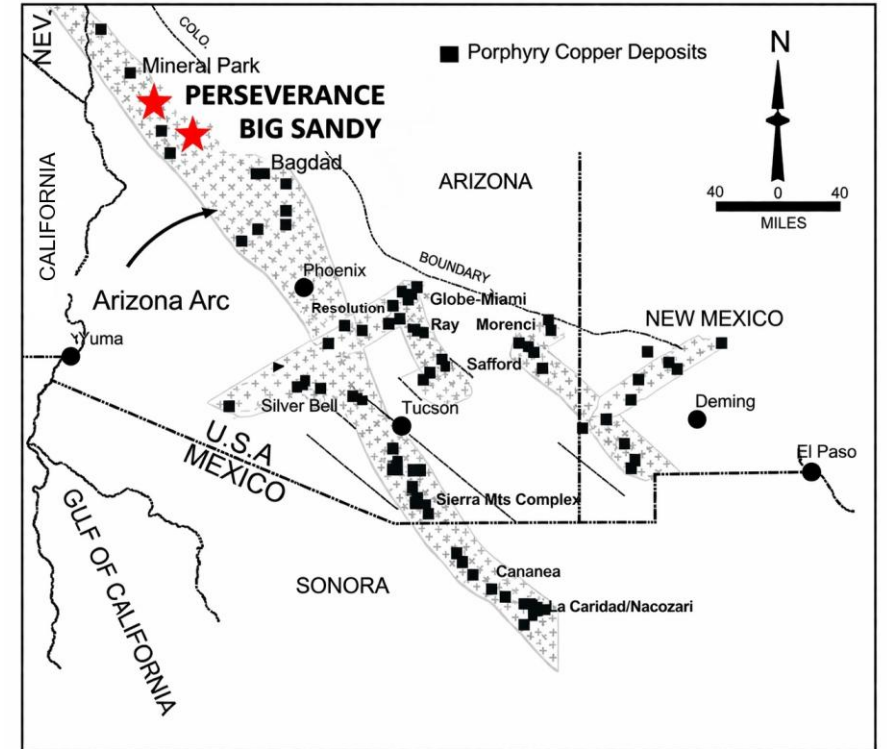 NEV.
COLO.
Mineral Park
Porphyry Copper Deposits
N
PERSEVERANCE
BIG SANDY
Bagdad
ARIZONA
40 0 40
MILES
CALIFORNIA
Phoenix
BOUNDARY
Arizona Arc
Resolution
Globe-Miami
Ray
Morenci
NEW MEXICO
Yuma
Safford
Silver Bell
Tucson
Deming
U.S.A
MEXICO
El Paso
Sierra Mts Complex
GULF OF CALIFORNIA
SONORA
Cananea
La Caridad/Nacozari